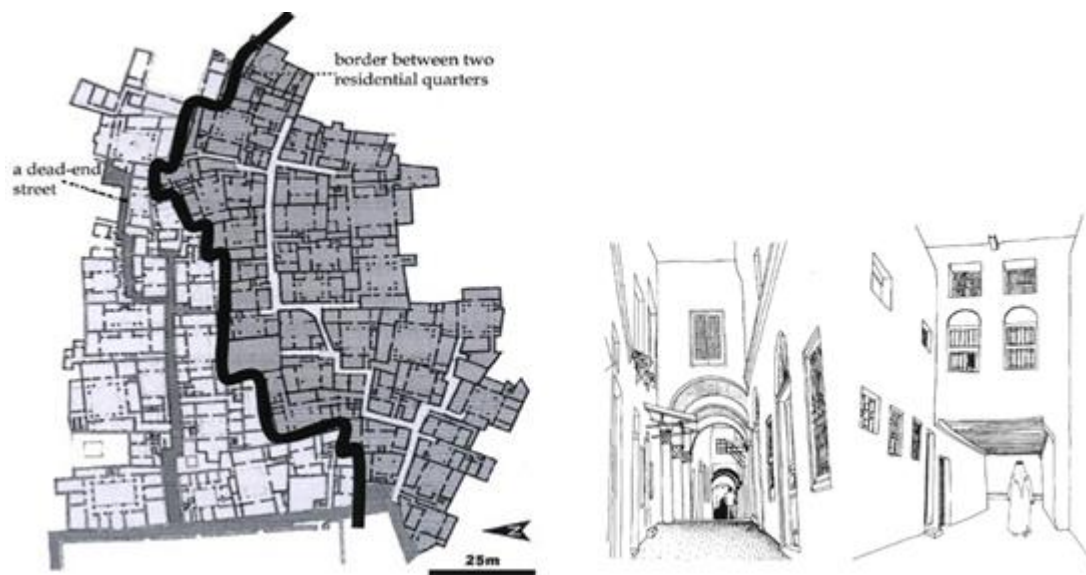 border between two
residential quarters
a dead-end
street
25m